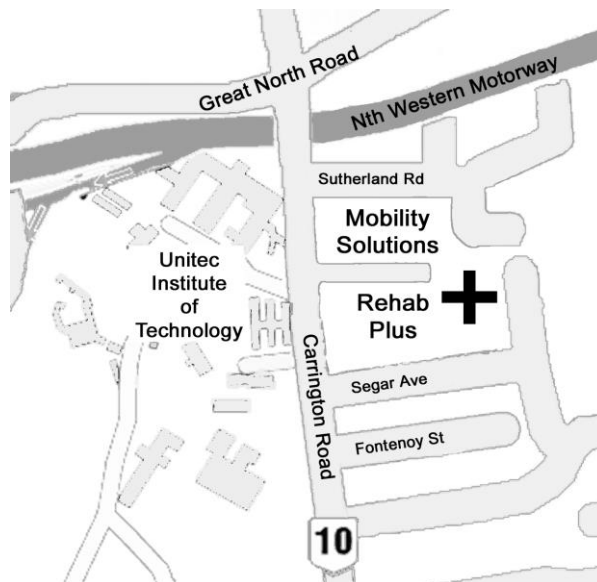 Great North Road
Nth Western Motorway
Sutherland Rd
Mobility
Solutions
Unitec
Institute
of
Technology
Rehab
Plus
Carrington Road
Segar Ave
Fontenoy St
10